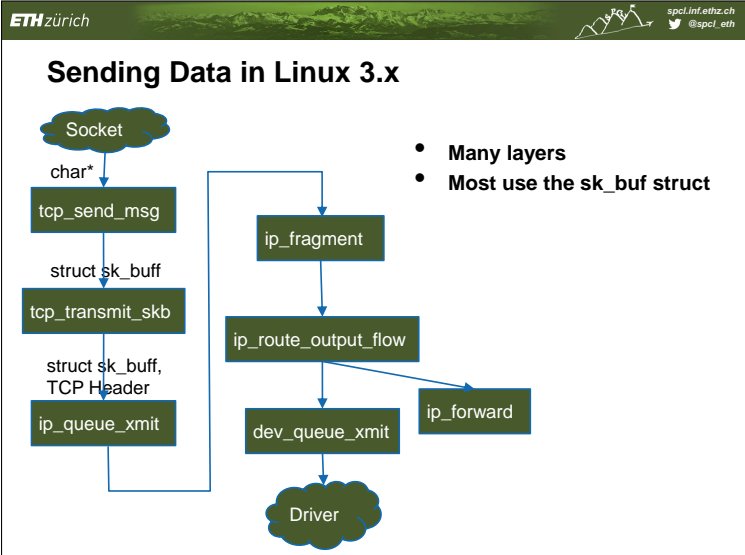 ETH zürich
spcl.inf.ethz.ch
@spcl_eth
Sending Data in Linux 3.x
Socket
char*
tcp_send_msg
struct sk_buff
tcp_transmit_skb
struct sk_buff,
TCP Header
ip_queue_xmit
ip_fragment
ip_route_output_flow
ip_forward
dev_queue_xmit
Driver
• Many layers
• Most use the sk_buf struct